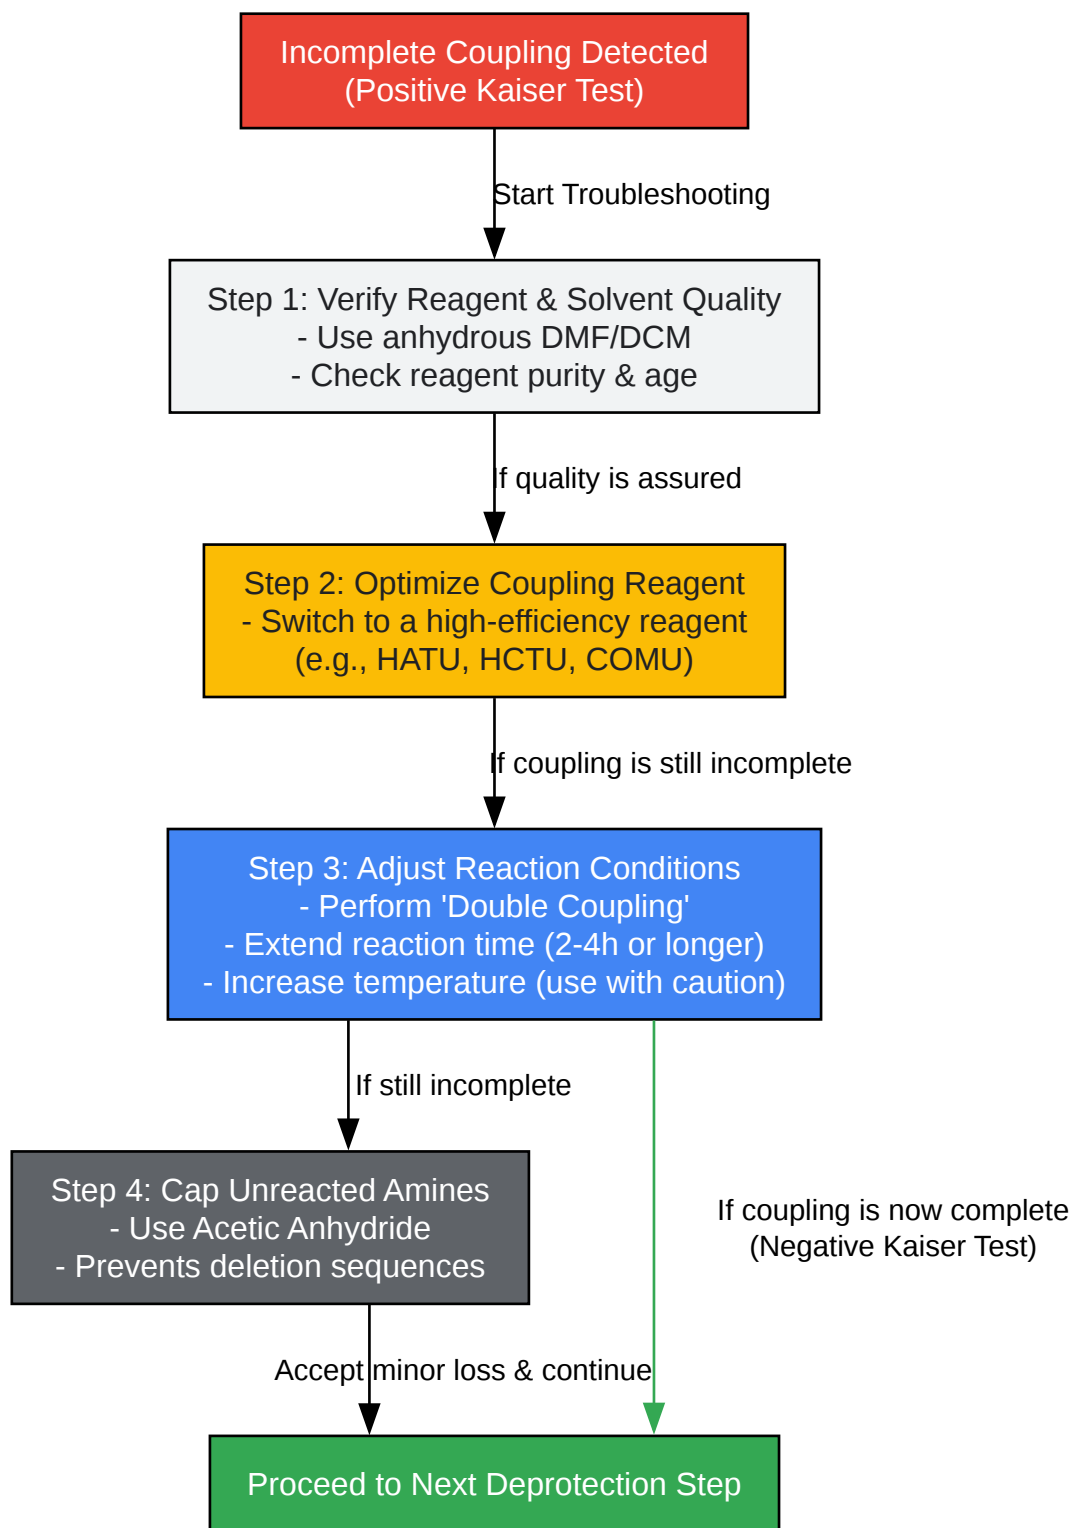 Incomplete Coupling Detected
(Positive Kaiser Test)
Start Troubleshooting
Step 1: Verify Reagent & Solvent Quality
- Use anhydrous DMF/DCM
- Check reagent purity & age
If quality is assured
Step 2: Optimize Coupling Reagent
- Switch to a high-efficiency reagent
(e.g., HATU, HCTU, COMU)
If coupling is still incomplete
Step 3: Adjust Reaction Conditions
- Perform 'Double Coupling'
- Extend reaction time (2-4h or longer)
- Increase temperature (use with caution)
If still incomplete
Step 4: Cap Unreacted Amines
- Use Acetic Anhydride
- Prevents deletion sequences
If coupling is now complete
(Negative Kaiser Test)
Accept minor loss & continue
Proceed to Next Deprotection Step